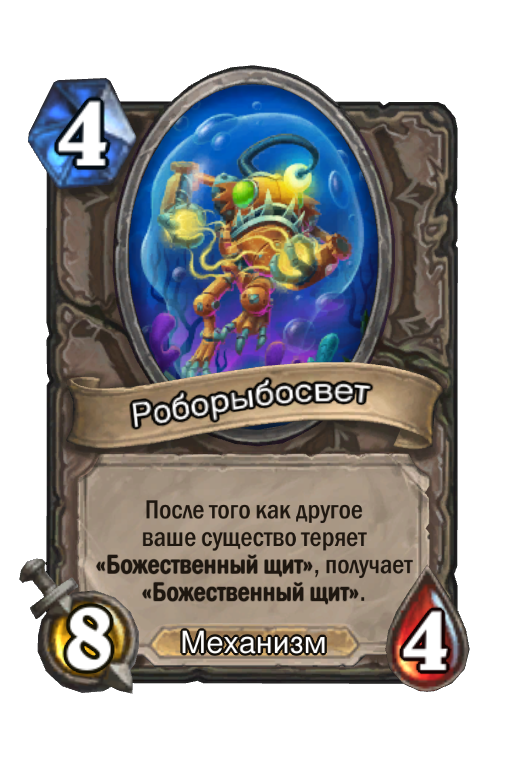 4
Роборыбосвет
После того как другое
ваше существо теряет
«Божественный щит», получает
«Божественный щит».
8
Механизм
4